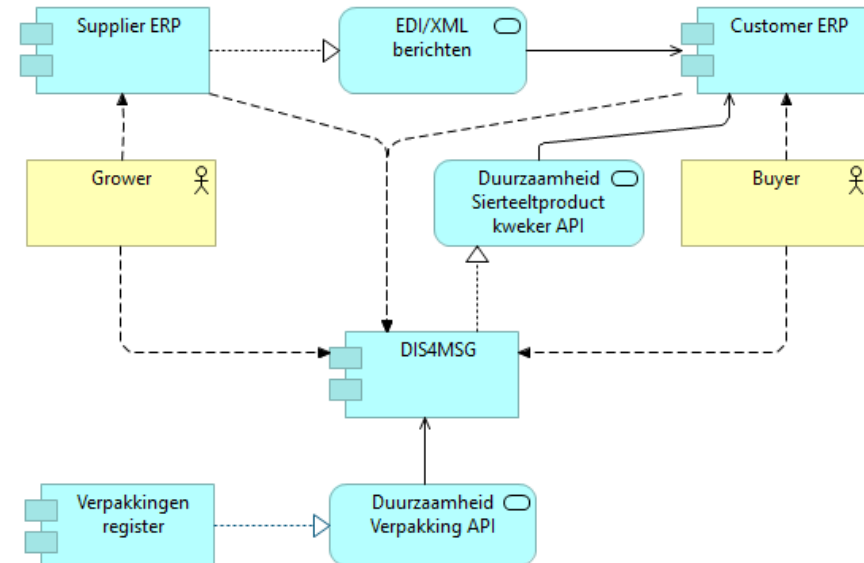 Supplier ERP
EDI/XML
berichten
Customer ERP
Grower
Duurzaamheid
Sierteeltproduct
kweker API
Buyer
DIS4MSG
Verpakkingen
register
Duurzaamheid
Verpakking API